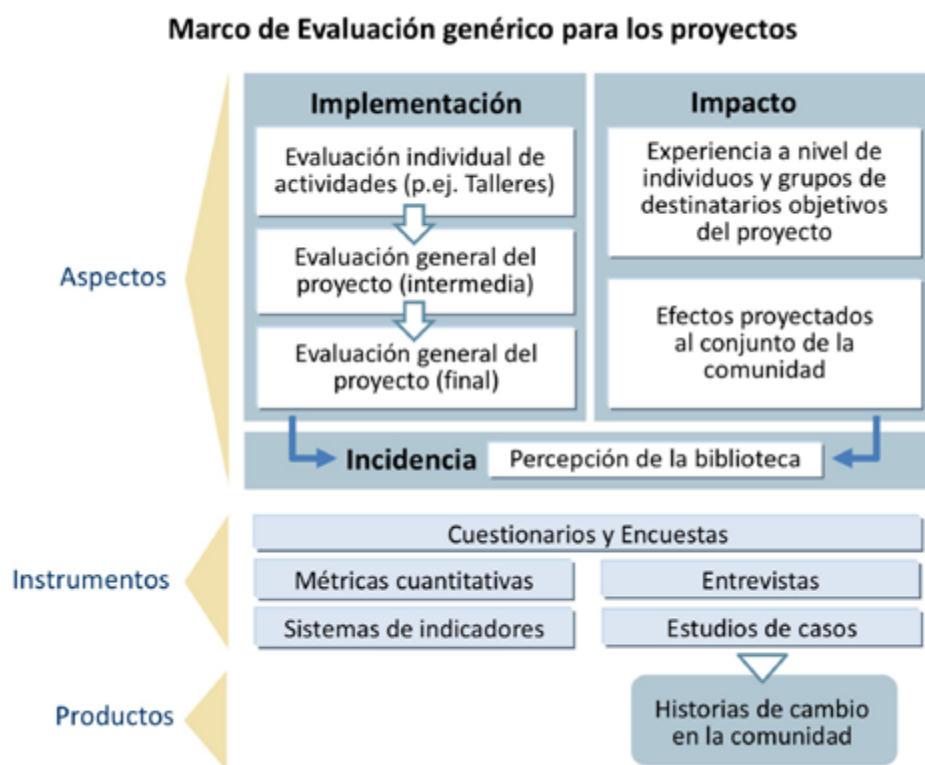 Marco de Evaluación genérico para los proyectos
Aspectos
Implementación
Evaluación individual de
actividades (p.ej. Talleres)
Evaluación general del
proyecto (intermedia)
Evaluación general del
proyecto (final)
Impacto
Experiencia a nivel de
individuos y grupos de
destinatarios objetivos
del proyecto
Efectos proyectados
al conjunto de la
comunidad
Incidencia
Percepción de la biblioteca
Instrumentos
Cuestionarios y Encuestas
Métricas cuantitativas
Entrevistas
Sistemas de indicadores
Estudios de casos
Productos
Historias de cambio
en la comunidad